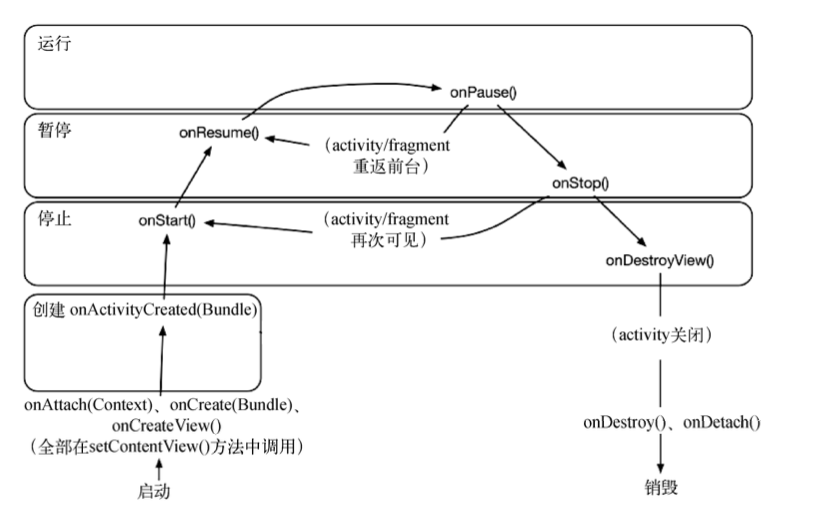 运行
onPause()
暂停
onResume()
（activity/fragment
重返前台）
onStop()
停止
onStart()
（activity/fragment
再次可见）
onDestroyView()
创建 onActivityCreated(Bundle)
（activity关闭）
onAttach(Context)、onCreate(Bundle)、
onCreateView()
（全部在setContentView()方法中调用）
onDestroy()、onDetach()
启动
销毁